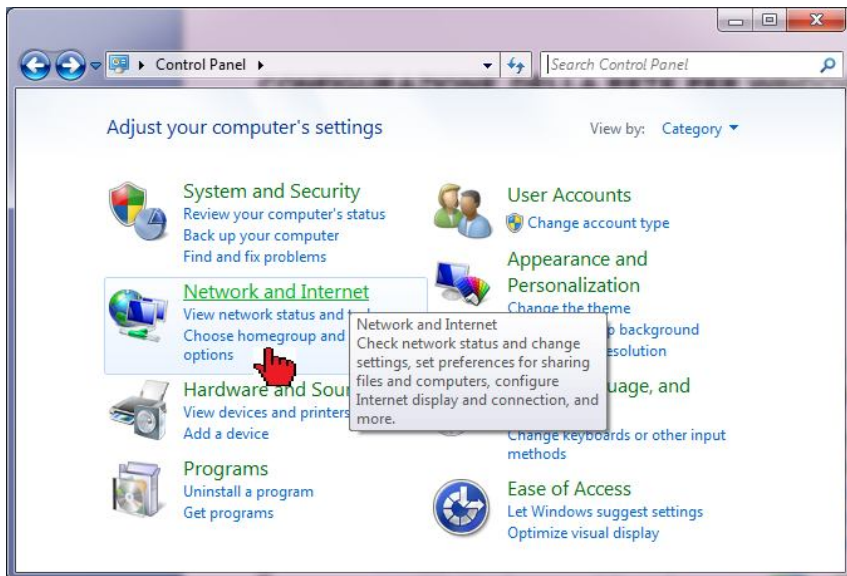 Control Panel
Search Control Panel
Adjust your computer's settings
View by: Category
System and Security
Review your computer's status
Back up your computer
Find and fix problems
Network and Internet
View network status and
Choose homegroup and
options
Hardware and Sou
View devices and printers
Add a device
Programs
Uninstall a program
Get programs
User Accounts
Change account type
Appearance and
Personalization
Change the theme
background
esolution
uage, and
Change keyboards or other input
methods
Ease of Access
Let Windows suggest settings
Optimize visual display
Network and Internet
Check network status and change
settings, set preferences for sharing
files and computers, configure
Internet display and connection, and
more.